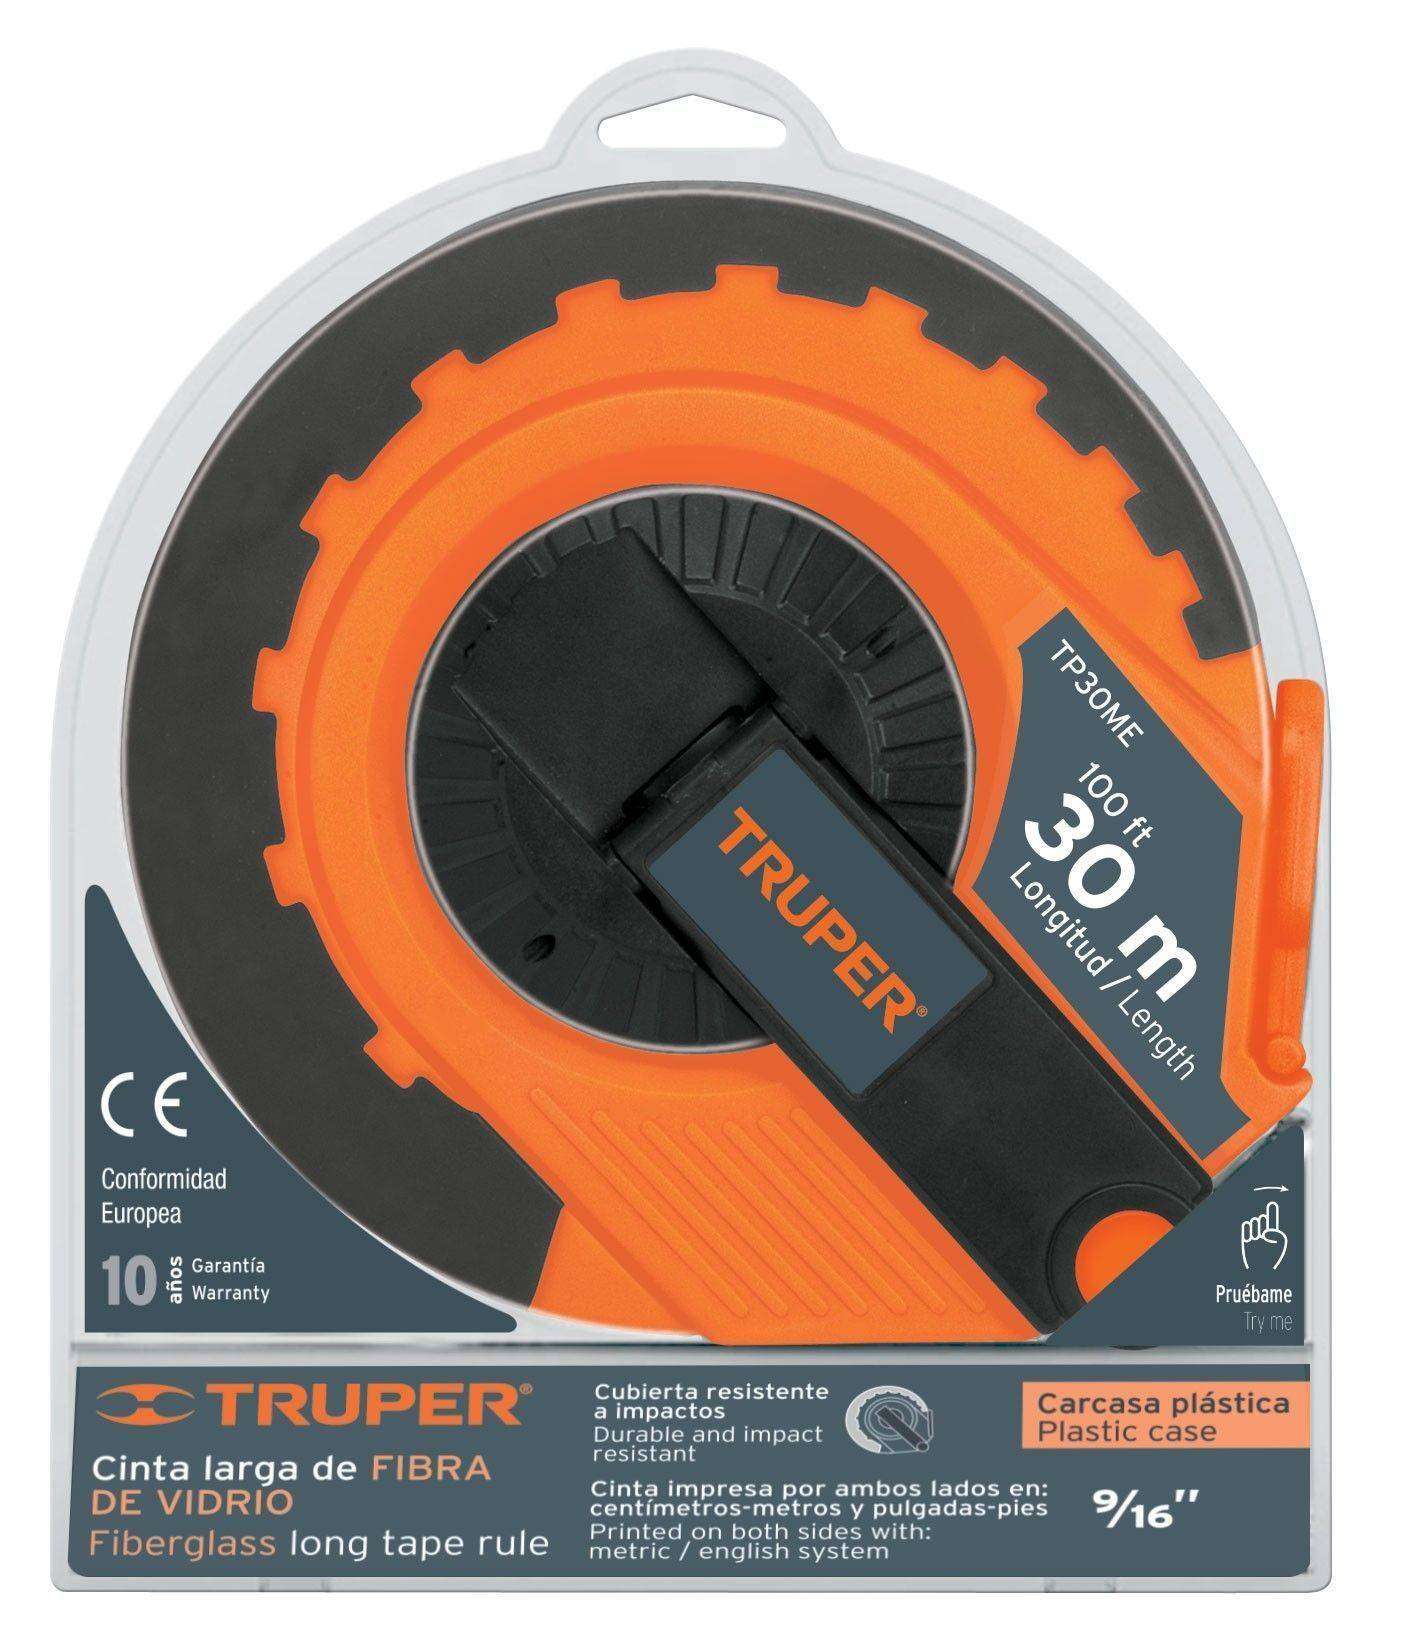 TP30ME
100 ft
30 m
Longitud / Length
TRUPER®
CE
Conformidad
Europea
10 años
Garantía
Warranty
Pruébame
Try me
TRUPER®
Cinta larga de FIBRA
DE VIDRIO
Fiberglass long tape rule
Cubierta resistente
a impactos
Durable and impact
resistant
Cinta impresa por ambos lados en:
centímetros-metros y pulgadas-pies
Printed on both sides with:
metric / english system
Carcasa plástica
Plastic case
9/16"